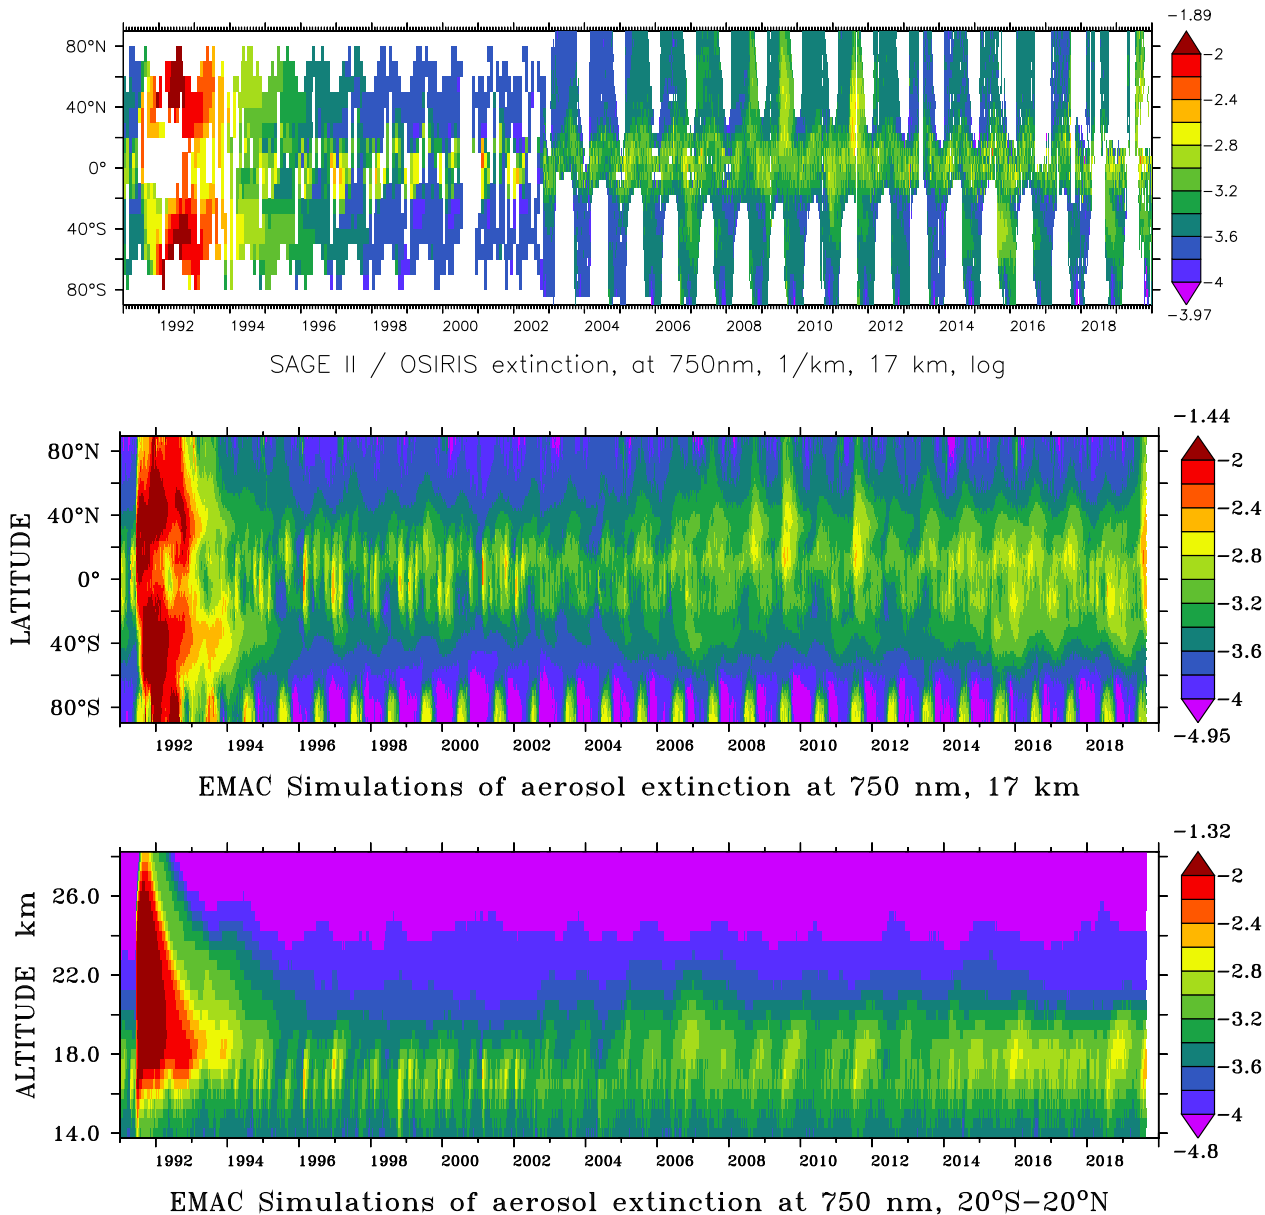 −1.89
80°N
40°N
0°
40°S
80°S
−2
−2.4
−2.8
−3.2
−3.6
−4
−3.97
1992 1994 1996 1998 2000 2002 2004 2006 2008 2010 2012 2014 2016 2018
SAGE II / OSIRIS extinction, at 750nm, 1/km, 17 km, log
−1.44
LATITUDE
80°N
40°N
0°
40°S
80°S
−2
−2.4
−2.8
−3.2
−3.6
−4
−4.95
1992 1994 1996 1998 2000 2002 2004 2006 2008 2010 2012 2014 2016 2018
EMAC Simulations of aerosol extinction at 750 nm, 17 km
−1.32
ALTITUDE km
26.0
22.0
18.0
14.0
−2
−2.4
−2.8
−3.2
−3.6
−4
−4.8
1992 1994 1996 1998 2000 2002 2004 2006 2008 2010 2012 2014 2016 2018
EMAC Simulations of aerosol extinction at 750 nm, 20°S−20°N